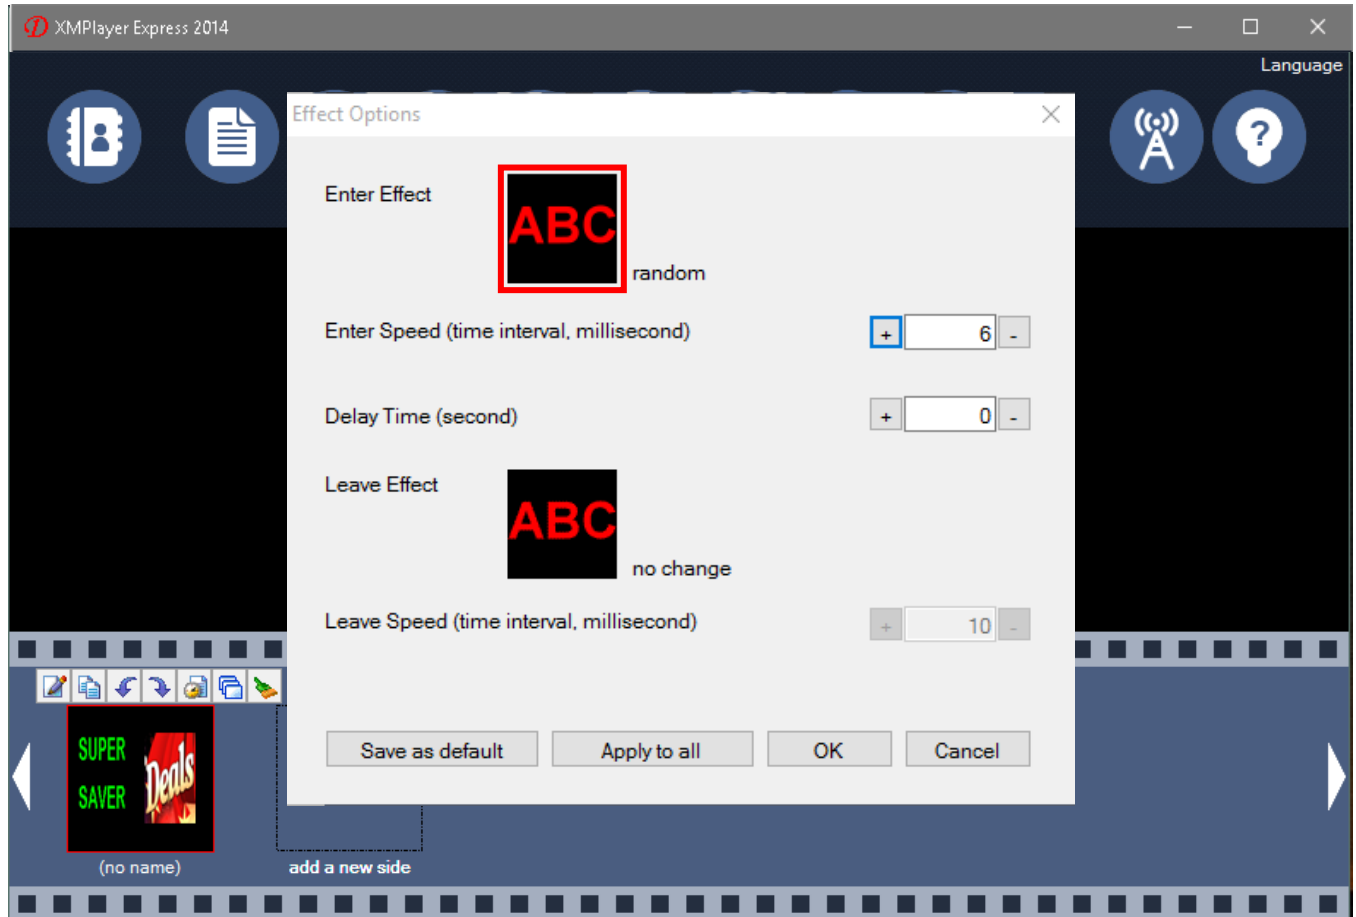 XMPlayer Express 2014
Language
Effect Options
Enter Effect
ABC
random
Enter Speed (time interval, millisecond)
+ 6 -
Delay Time (second)
+ 0 -
Leave Effect
ABC
no change
Leave Speed (time interval, millisecond)
+ 10 -
Save as default Apply to all OK Cancel
SUPER
SAVER
Deals
(no name)
add a new side